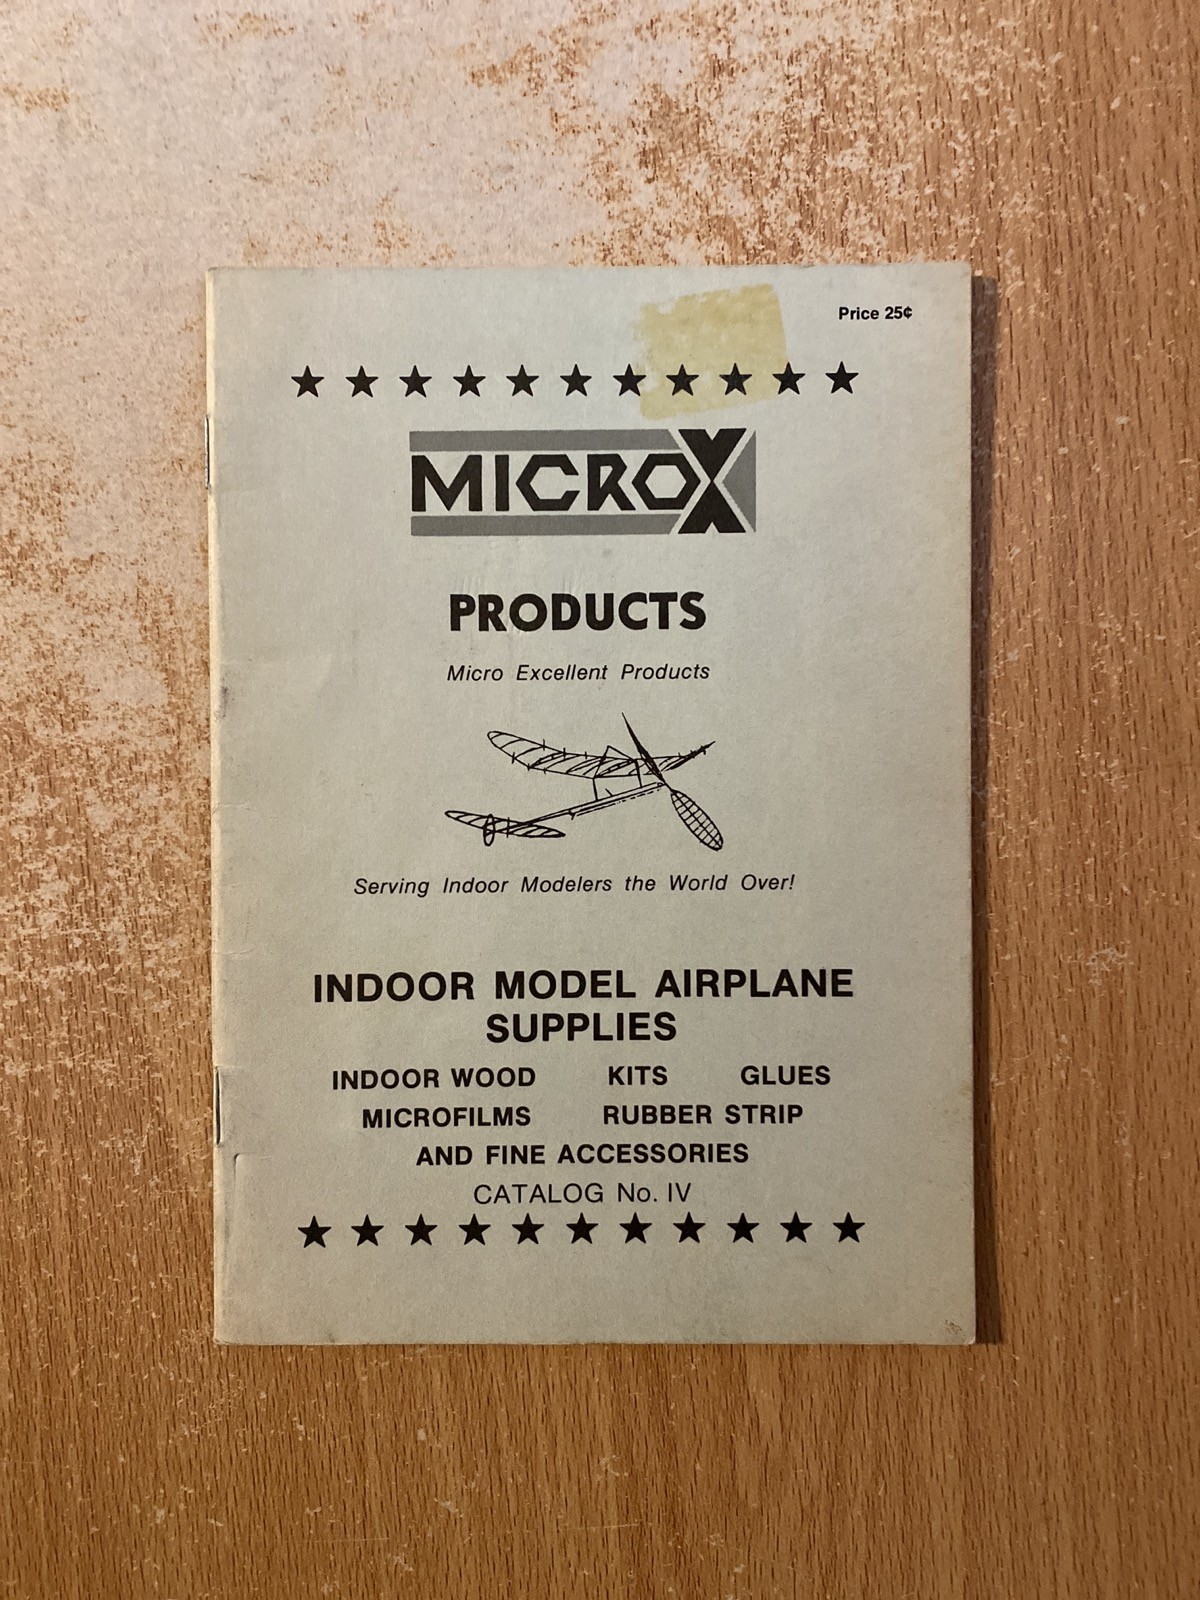 Price 25¢
MICROX
PRODUCTS
Micro Excellent Products
Serving Indoor Modelers the World Over!
INDOOR MODEL AIRPLANE
SUPPLIES
INDOOR WOOD KITS GLUES
MICROFILMS RUBBER STRIP
AND FINE ACCESSORIES
CATALOG No. IV